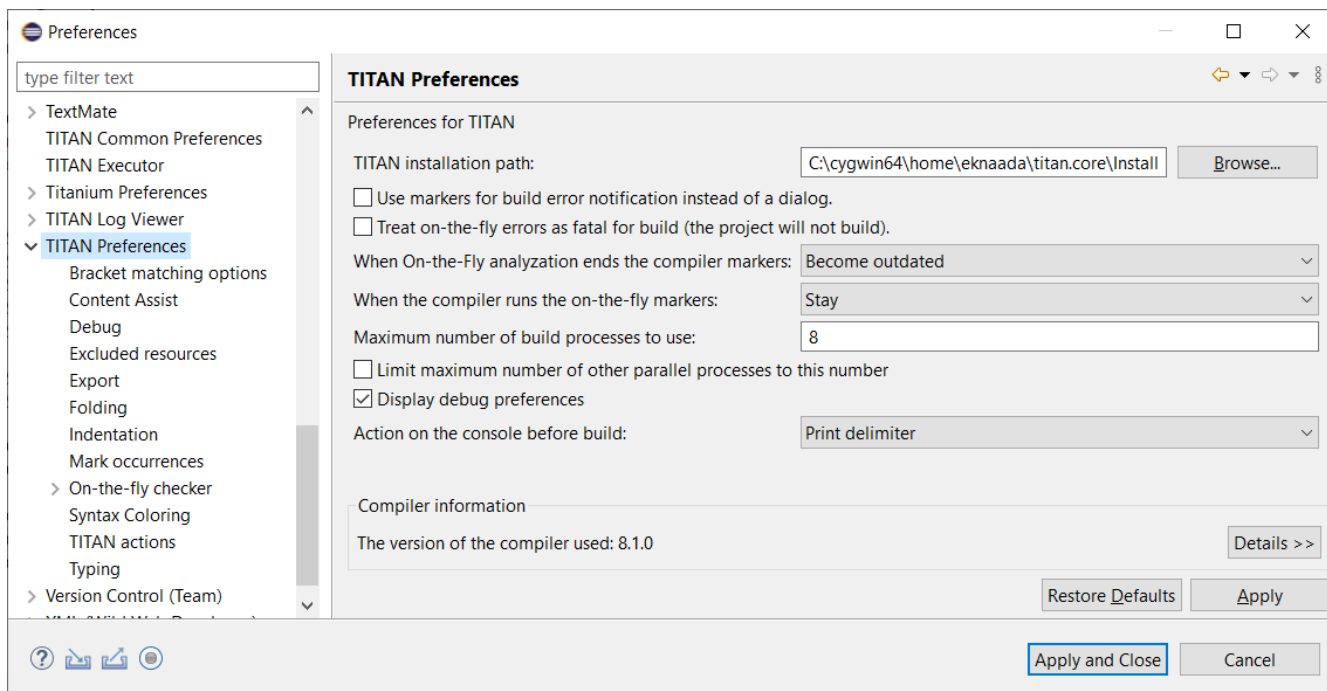 Preferences
type filter text
TextMate
TITAN Common Preferences
TITAN Executor
Titanium Preferences
TITAN Log Viewer
TITAN Preferences
Bracket matching options
Content Assist
Debug
Excluded resources
Export
Folding
Indentation
Mark occurrences
On-the-fly checker
Syntax Coloring
TITAN actions
Typing
Version Control (Team)
TITAN Preferences
Preferences for TITAN
TITAN installation path: C:\cygwin64\home\eknaada\titan.core\Install Browse...
Use markers for build error notification instead of a dialog.
Treat on-the-fly errors as fatal for build (the project will not build).
When On-the-Fly analyzation ends the compiler markers: Become outdated
When the compiler runs the on-the-fly markers: Stay
Maximum number of build processes to use: 8
Limit maximum number of other parallel processes to this number
Display debug preferences
Action on the console before build: Print delimiter
Compiler information
The version of the compiler used: 8.1.0 Details >>
Restore Defaults Apply
Apply and Close Cancel